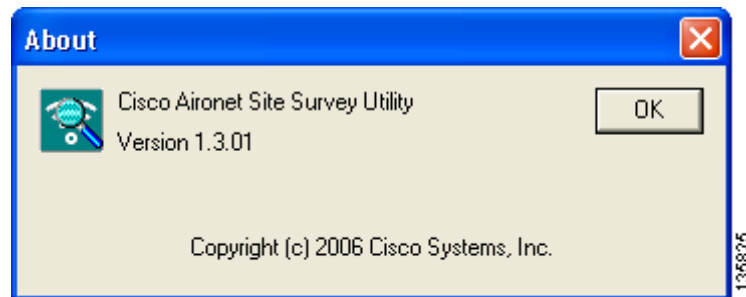 About
Cisco Aironet Site Survey Utility
OK
Version 1.3.01
Copyright (c) 2006 Cisco Systems, Inc.
135825